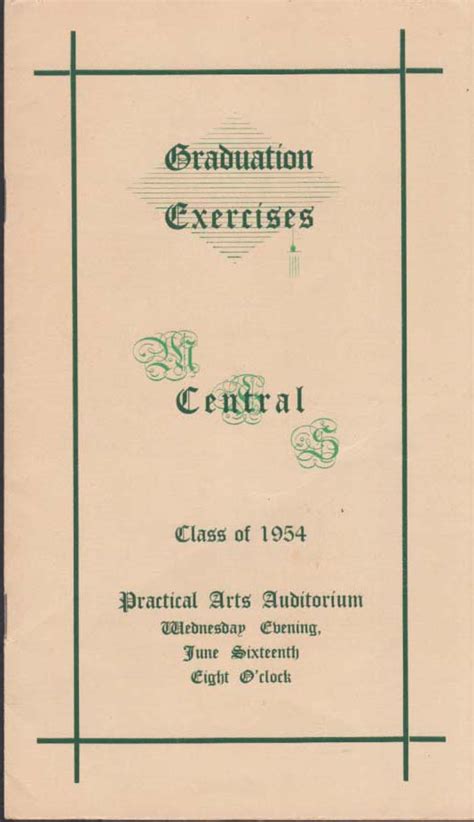 Graduation
Exercises
M H S
Central
Class of 1954
Practical Arts Auditorium
Wednesday Evening,
June Sixteenth
Eight O'clock